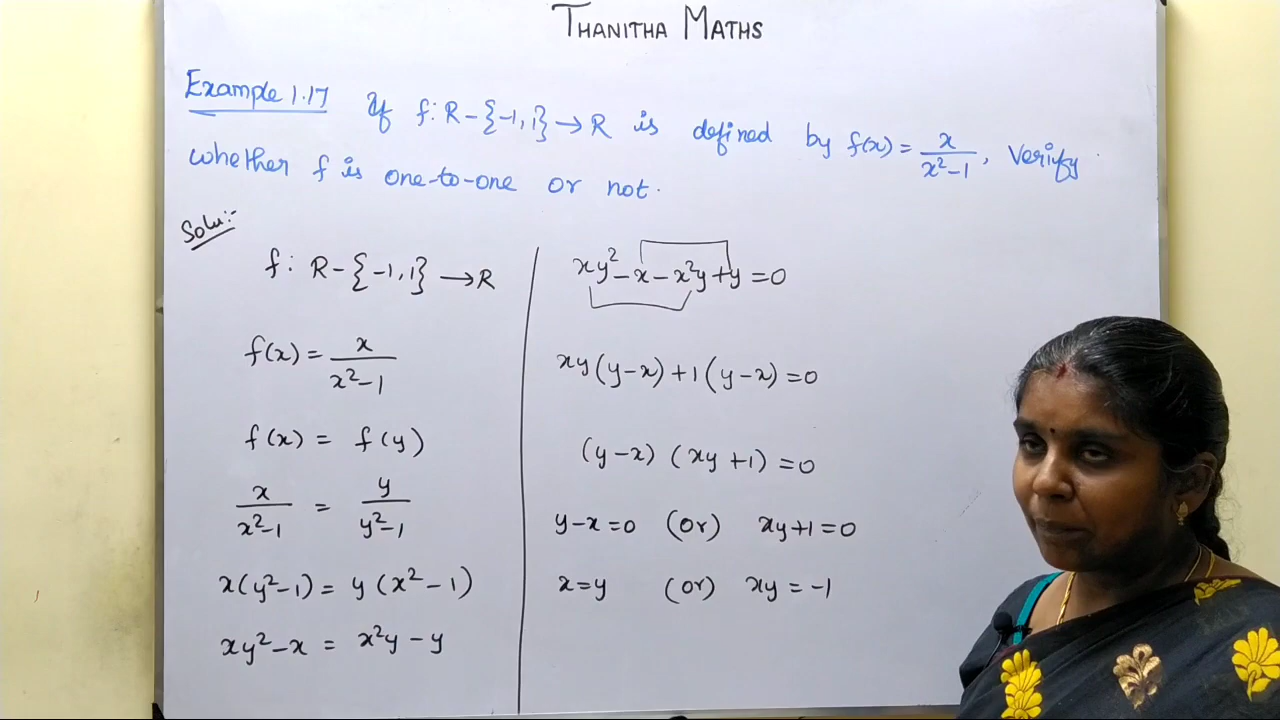 THANITHA MATHS
Example 1.17 If f: R-{-1,1}→R is defined by f(x) = x/(x²-1), Verify
whether f is one-to-one or not.
Solu:-
f: R-{-1,1} → R
f(x) = x/(x²-1)
f(x) = f(y)
x/(x²-1) = y/(y²-1)
x(y²-1) = y(x²-1)
xy²-x = x²y-y
xy²-x-x²y+y=0
xy(y-x)+1(y-x)=0
(y-x) (xy+1)=0
y-x=0 (or) xy+1=0
x=y (or) xy=-1